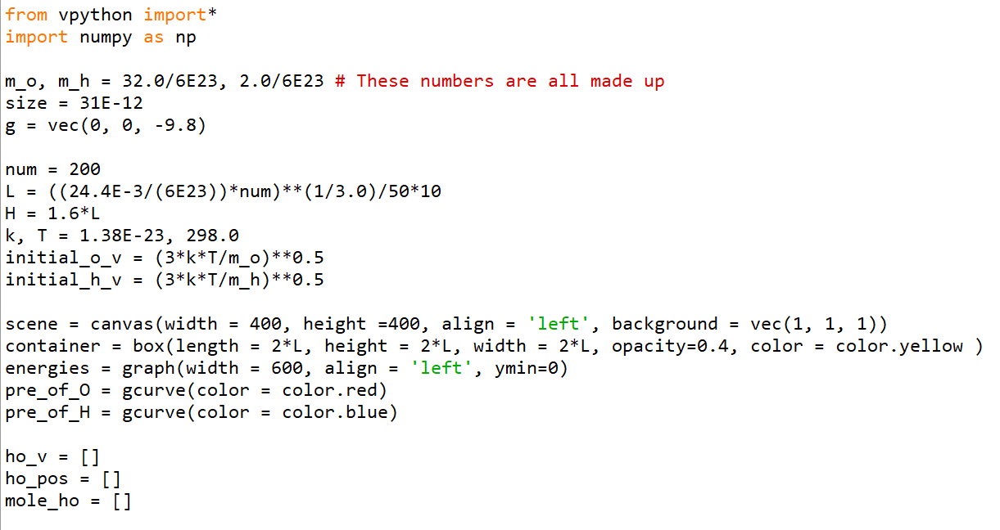 from vpython import*
import numpy as np
m_o, m_h = 32.0/6E23, 2.0/6E23 # These numbers are all made up
size = 31E-12
g = vec(0, 0, -9.8)
num = 200
L = ((24.4E-3/(6E23))*num)**(1/3.0)/50*10
H = 1.6*L
k, T = 1.38E-23, 298.0
initial_o_v = (3*k*T/m_o)**0.5
initial_h_v = (3*k*T/m_h)**0.5
scene = canvas(width = 400, height =400, align = 'left', background = vec(1, 1, 1))
container = box(length = 2*L, height = 2*L, width = 2*L, opacity=0.4, color = color.yellow )
energies = graph(width = 600, align = 'left', ymin=0)
pre_of_O = gcurve(color = color.red)
pre_of_H = gcurve(color = color.blue)
ho_v = []
ho_pos = []
mole_ho = []